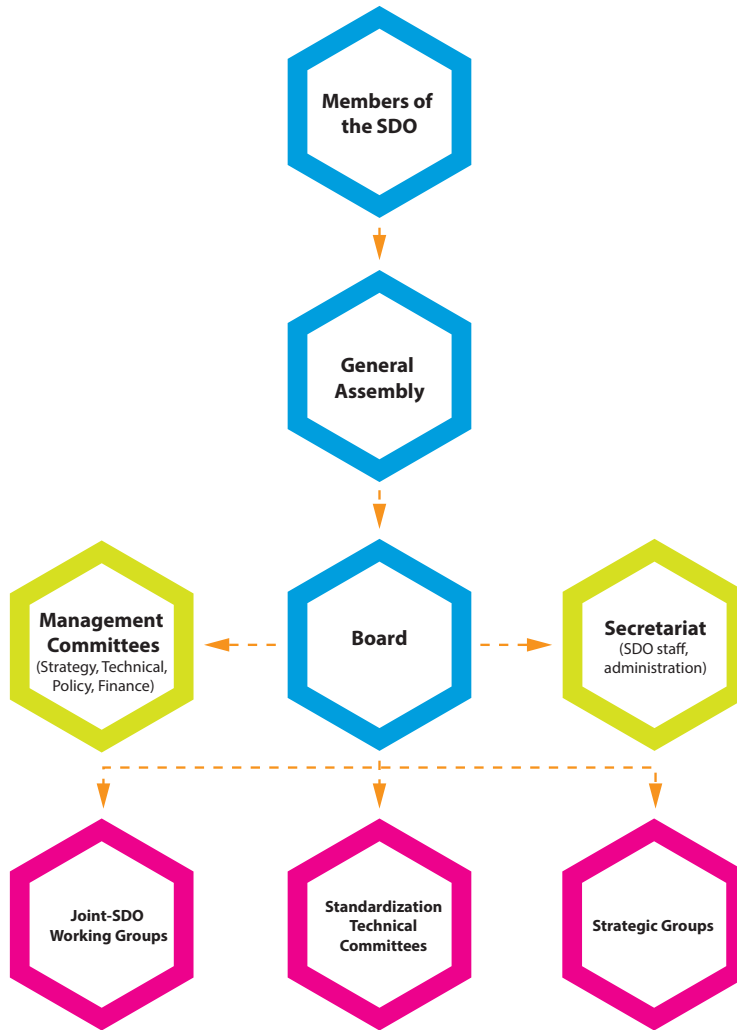 Members of
the SDO
General
Assembly
Management
Committees
(Strategy, Technical,
Policy, Finance)
Board
Secretariat
(SDO staff,
administration)
Joint-SDO
Working Groups
Standardization
Technical
Committees
Strategic Groups